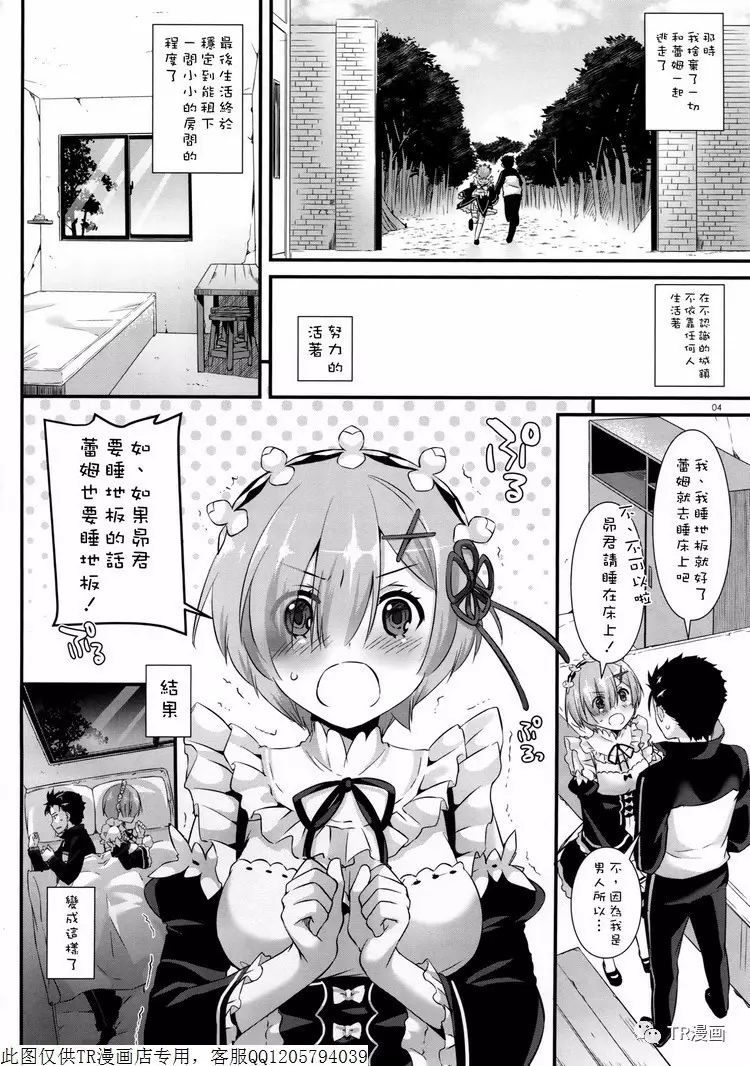 那時
我捨棄了一切
和蕾姆一起
逃走了
在不認識的城鎮
不依靠任何人
生活著
努力的
活著
最後生活終於
穩定到能租下
一間小小的房間的
程度了
04
我、我睡地板就好了
蕾姆就去睡床上吧
不、不可以啦
昴君請睡在床上！
不，因為我是
男人所以…
ぷる
ぷる
如、如果昴君
要睡地板的話
蕾姆也要睡地板！
ぷる
ぷるっ
結果
變成這樣了
TR漫画
此图仅供TR漫画店专用，客服QQ1205794039